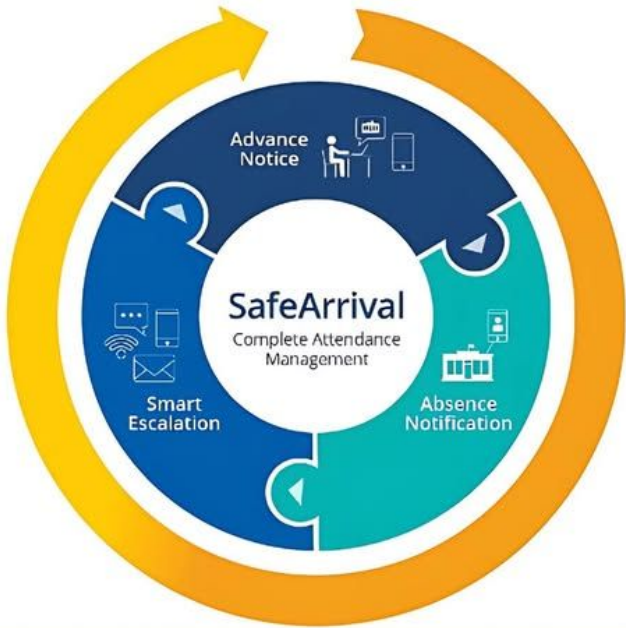 Advance
Notice
SafeArrival
Complete Attendance
Management
Smart
Escalation
Absence
Notification